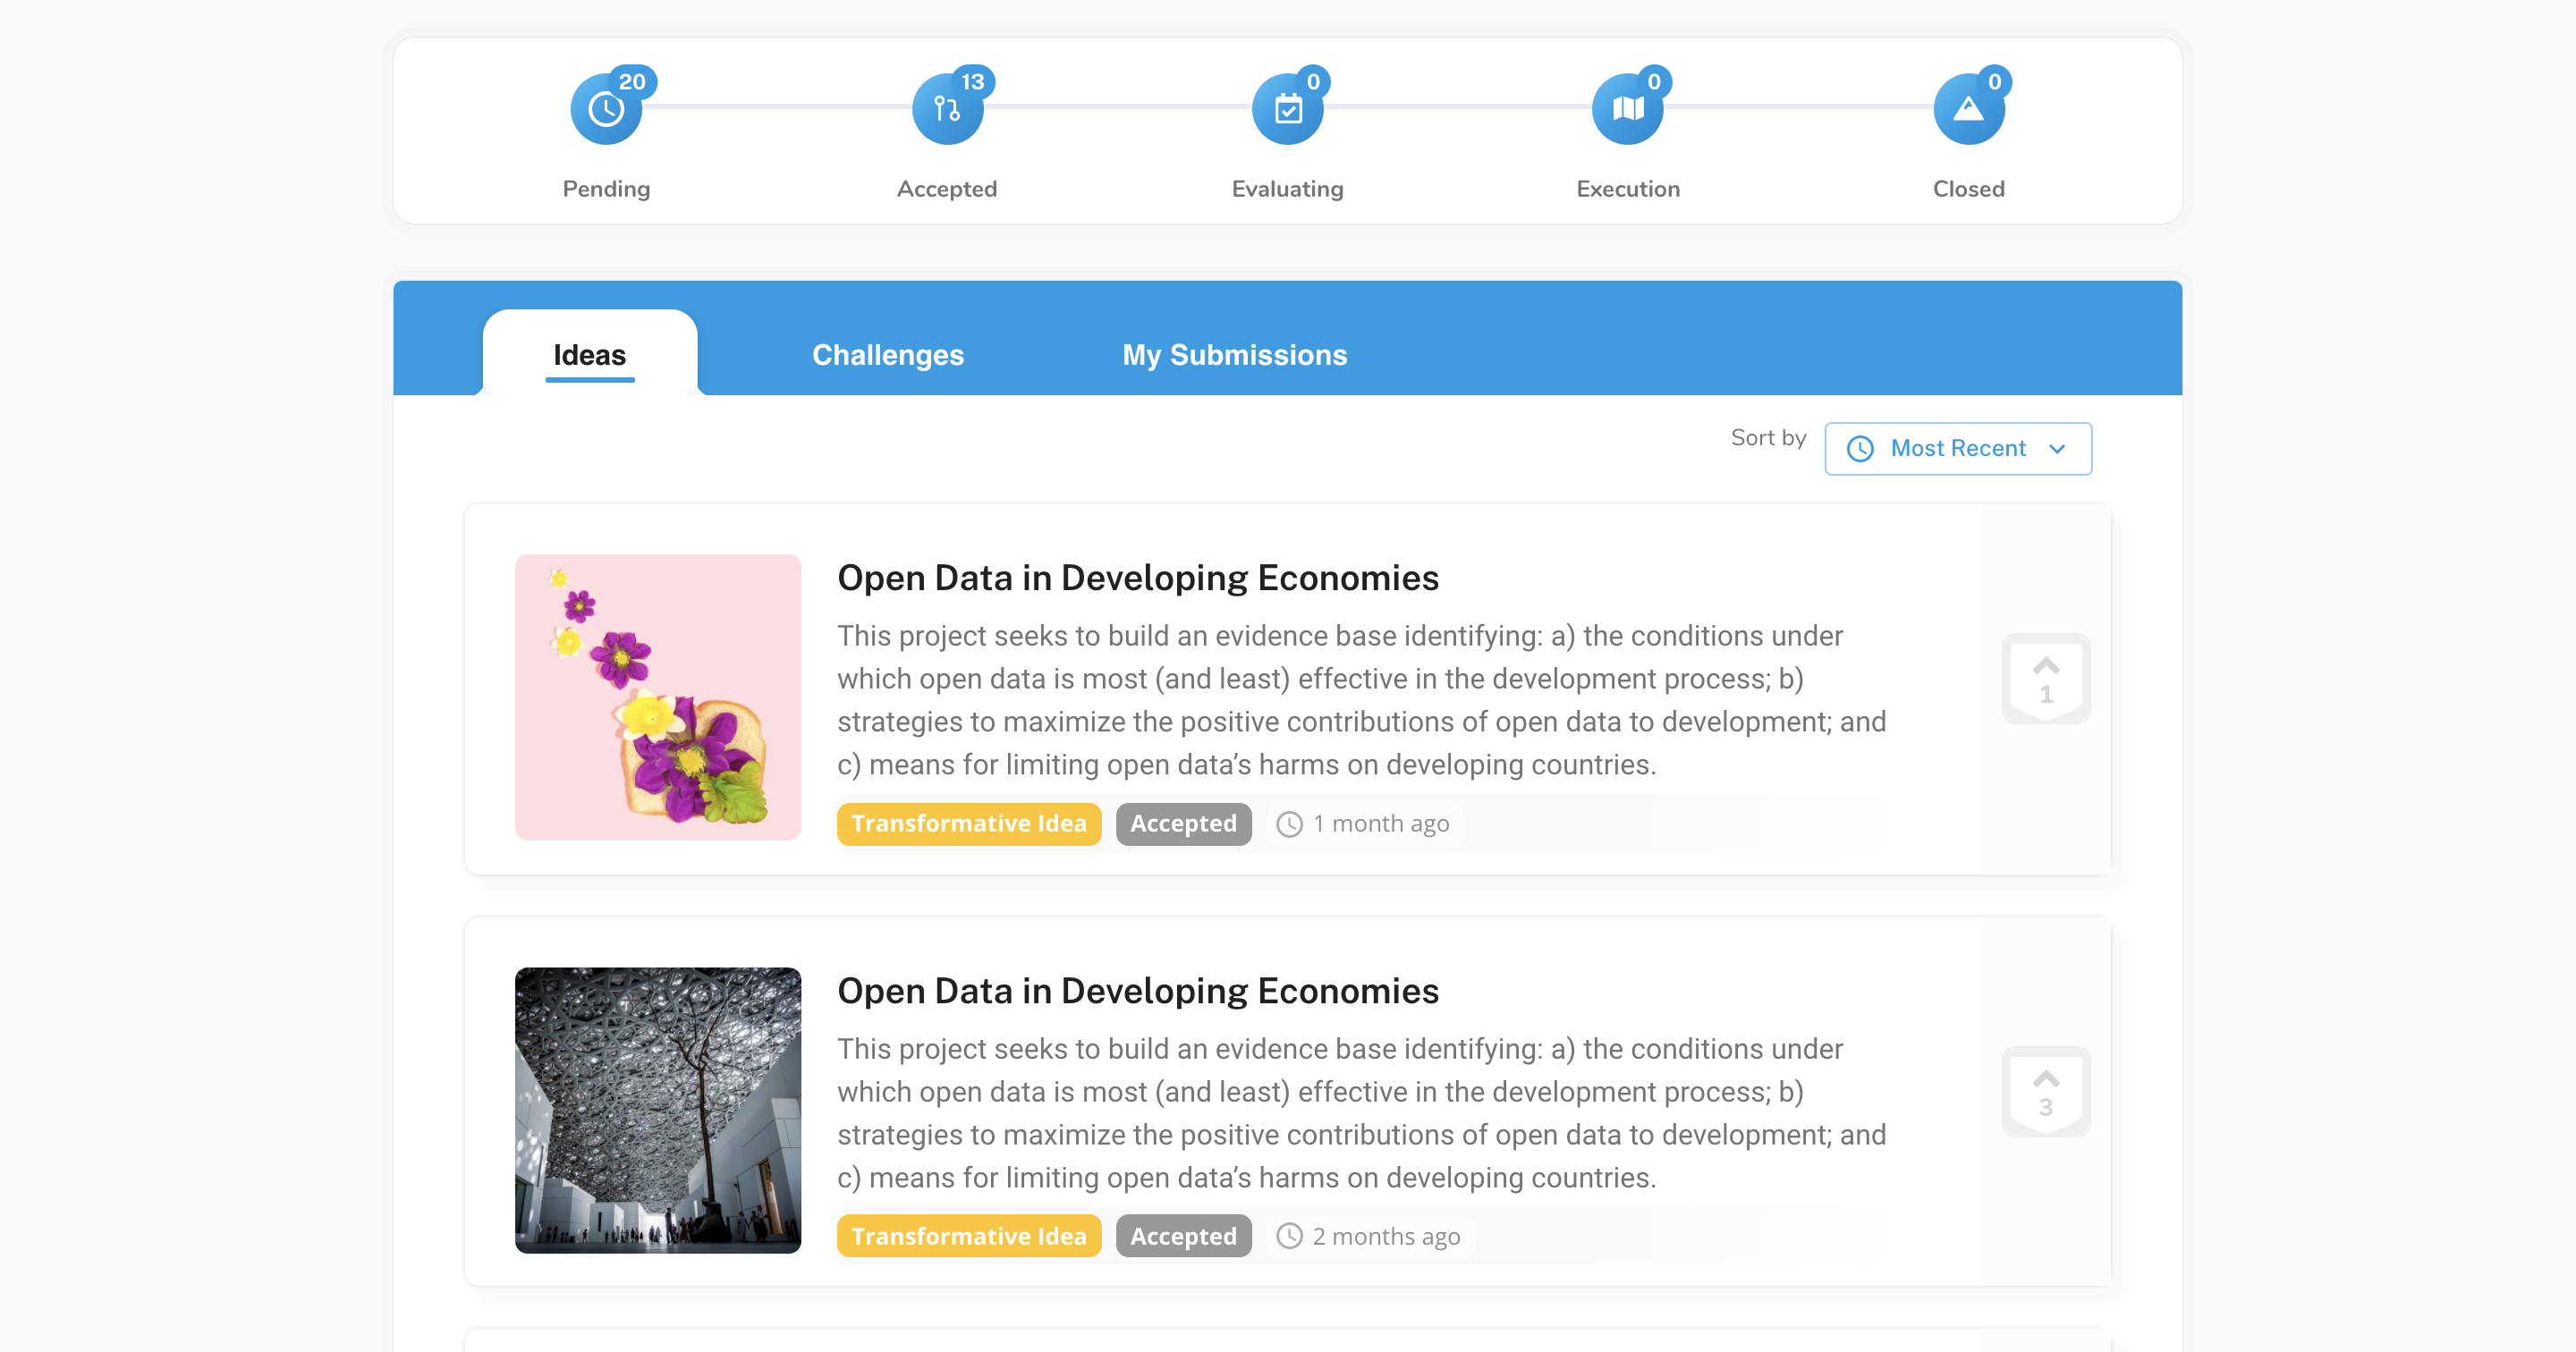 20
13
0
0
0
Pending
Accepted
Evaluating
Execution
Closed
Ideas
Challenges
My Submissions
Sort by
Most Recent
Open Data in Developing Economies
This project seeks to build an evidence base identifying: a) the conditions under
which open data is most (and least) effective in the development process; b)
strategies to maximize the positive contributions of open data to development; and
c) means for limiting open data’s harms on developing countries.
Transformative Idea
Accepted
1 month ago
1
Open Data in Developing Economies
This project seeks to build an evidence base identifying: a) the conditions under
which open data is most (and least) effective in the development process; b)
strategies to maximize the positive contributions of open data to development; and
c) means for limiting open data’s harms on developing countries.
Transformative Idea
Accepted
2 months ago
3